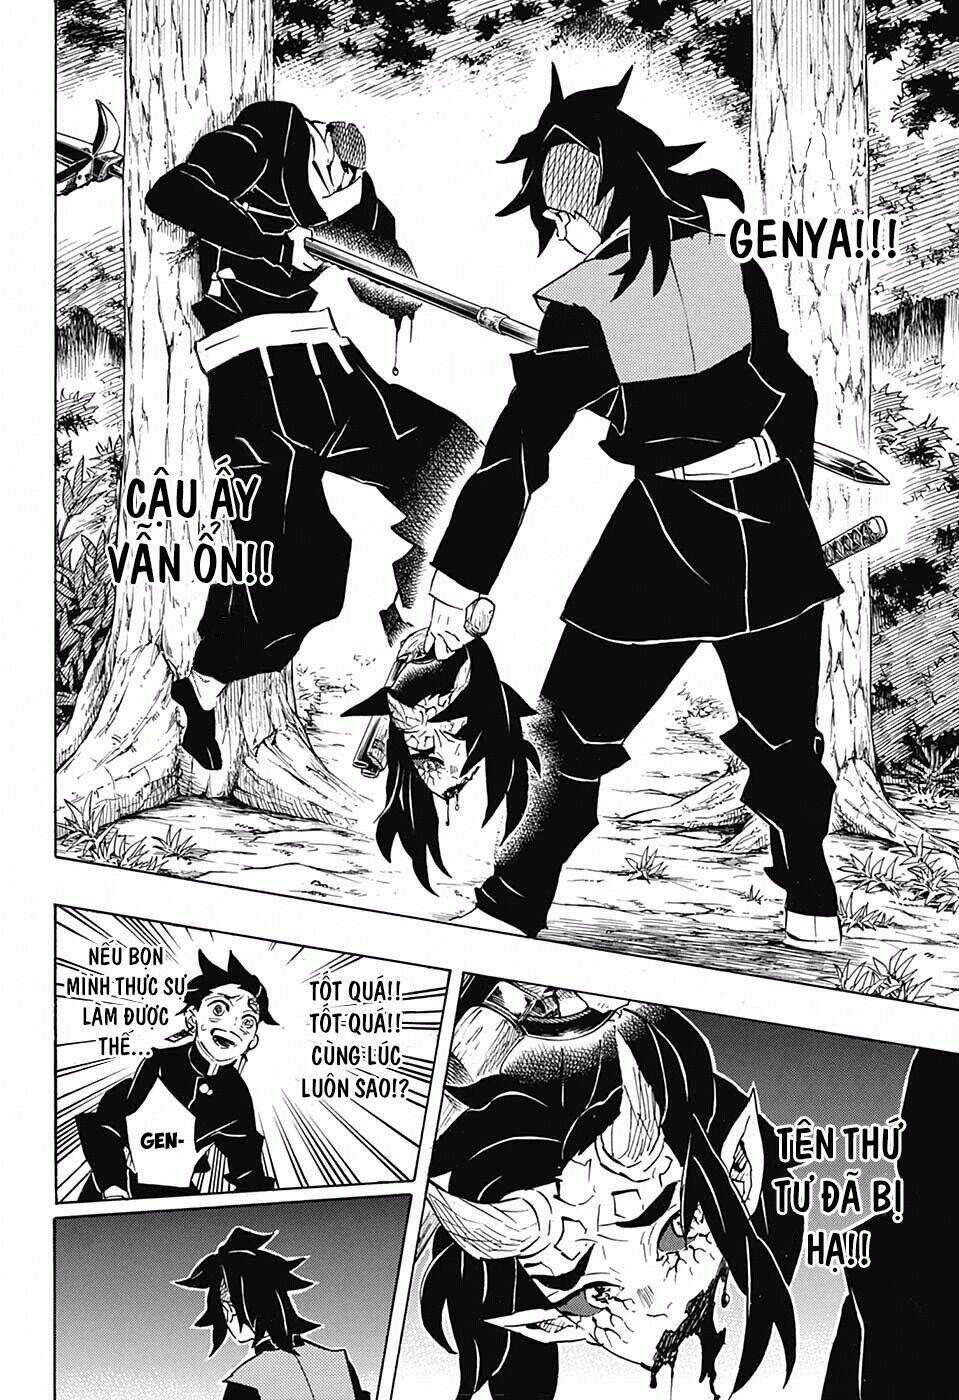 GENYA!!!
CẬU ẤY
VẪN ỔN!!
TÊN THỨ
TƯ ĐÃ BỊ
HẠ!!
TỐT QUÁ!!
TỐT QUÁ!!
CÙNG LÚC
LUÔN SAO!?
NẾU BỌN
MÌNH THỰC SỰ
LÀM ĐƯỢC
THẾ...
GEN-